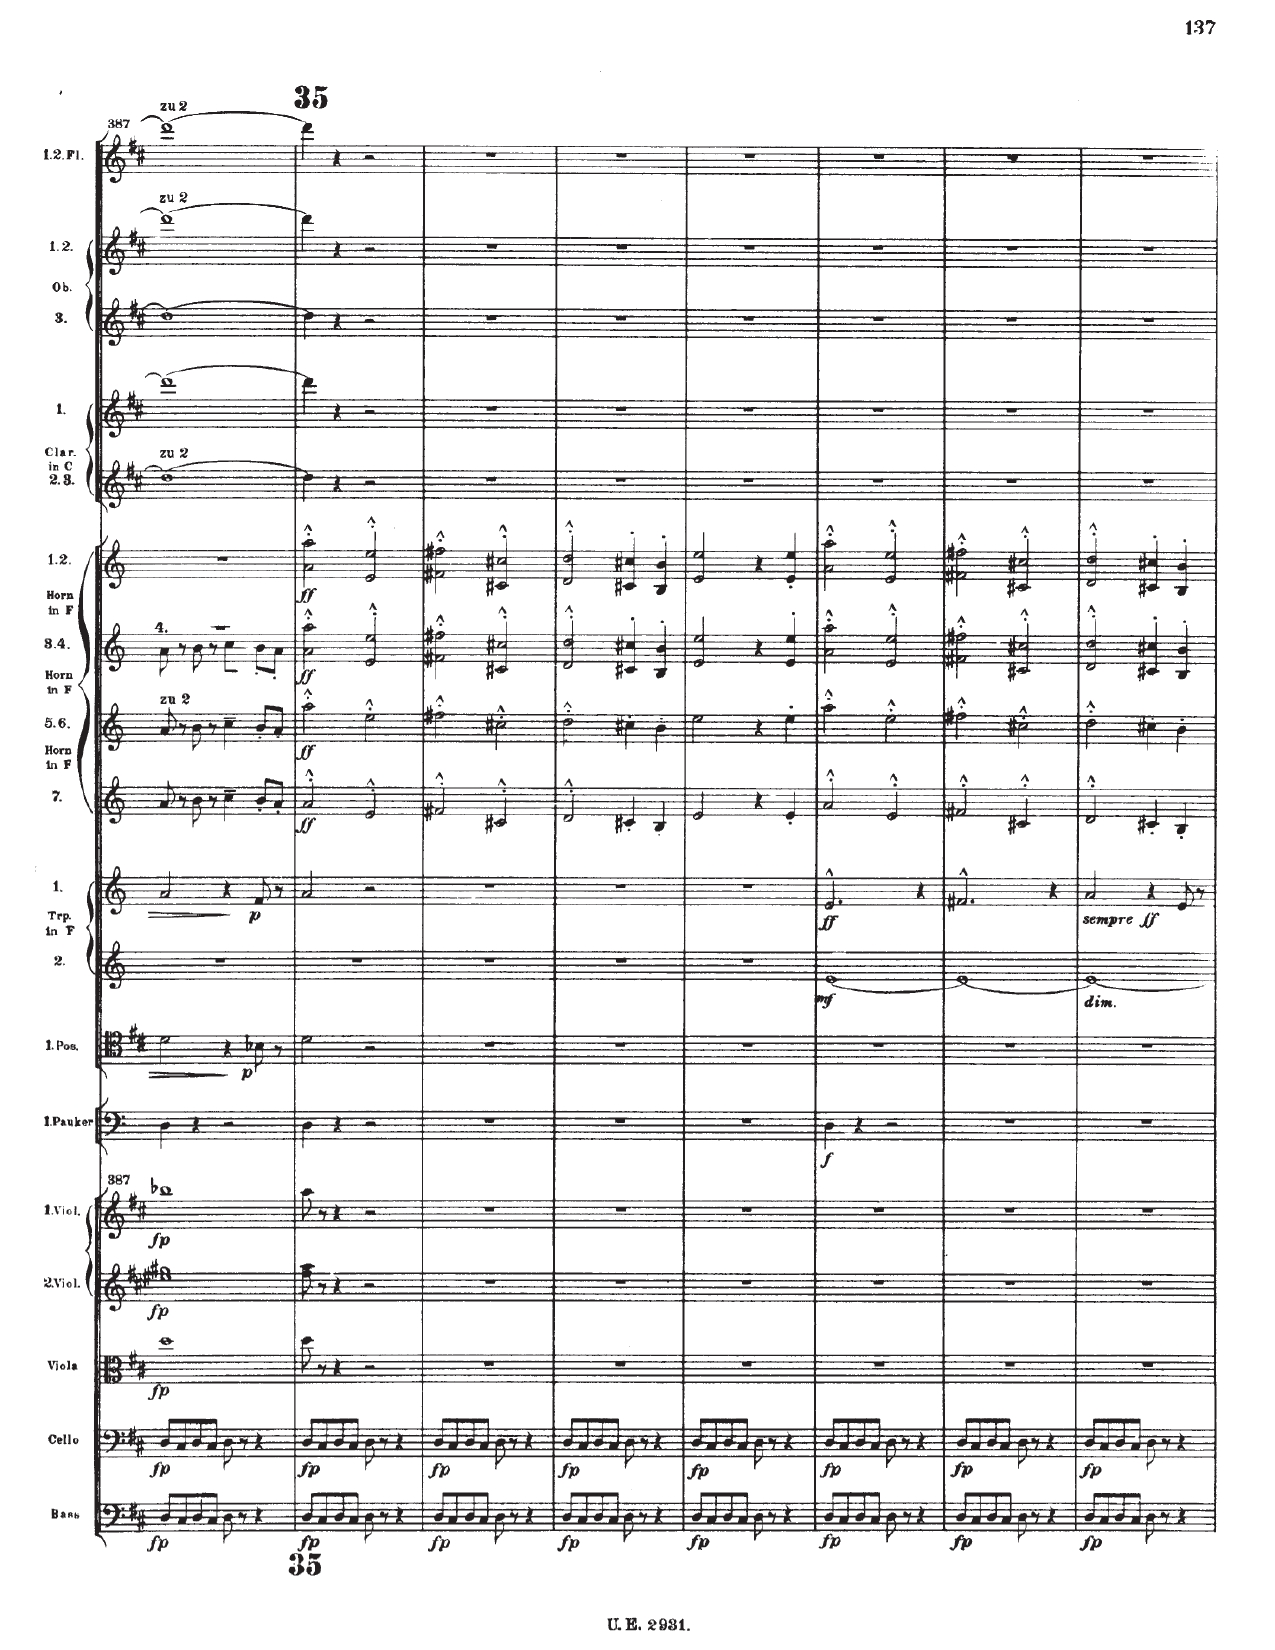 137
35
zu 2
387
1.2. Fl.
zu 2
1.2.
Ob.
3.
1.
Clar.
in C
zu 2
2.3.
1.2.
Horn
in F
ff
4.
3.4.
Horn
in F
ff
zu 2
5.6.
Horn
in F
ff
7.
ff
1.
Trp.
in F
p ff sempre ff
2.
mf dim.
1. Pos.
p
1. Pauker
f
387
1. Viol.
fp
2. Viol.
fp
Viola
fp
Cello
fp fp fp fp fp fp fp fp
Bass
fp fp fp fp fp fp fp fp
35
U. E. 2931.